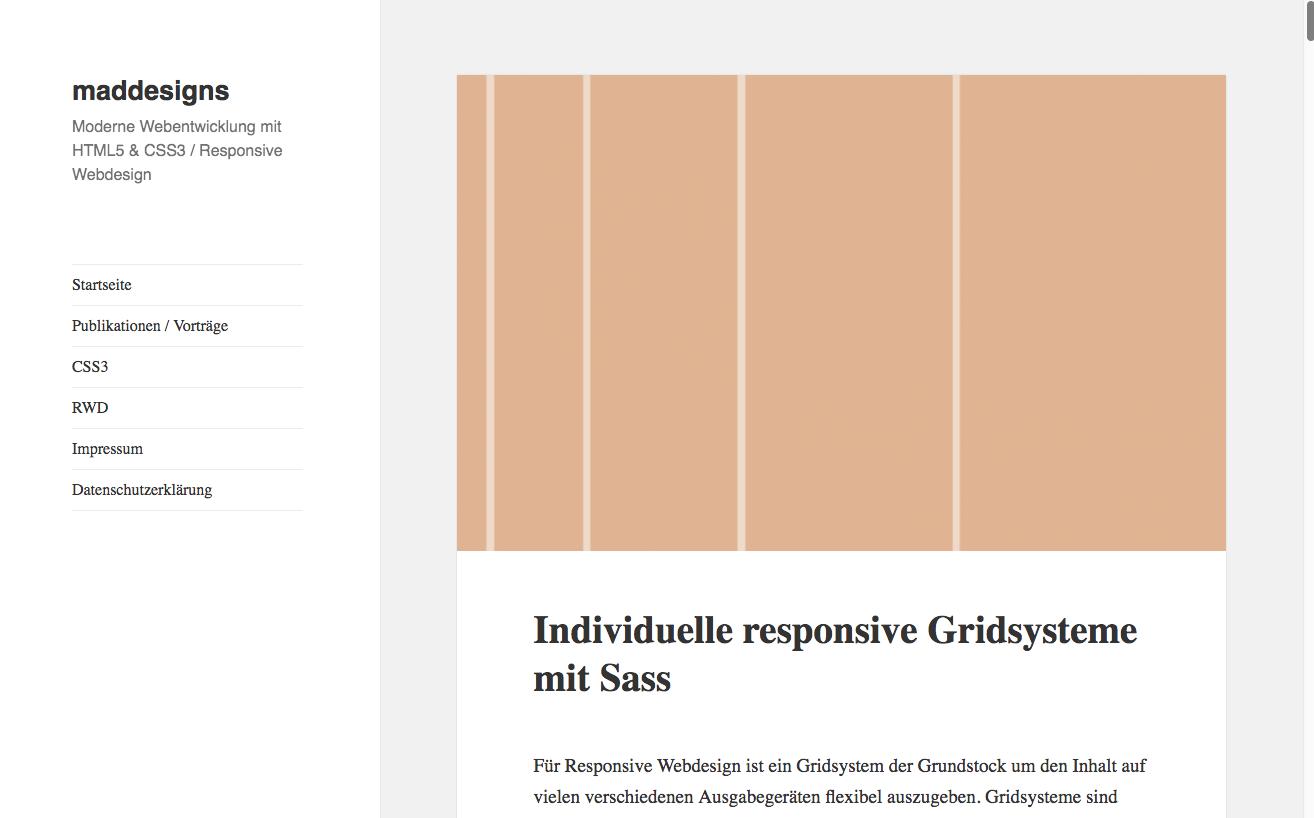 maddesigns
Moderne Webentwicklung mit
HTML5 & CSS3 / Responsive
Webdesign
Startseite
Publikationen / Vorträge
CSS3
RWD
Impressum
Datenschutzerklärung
Individuelle responsive Gridsysteme
mit Sass
Für Responsive Webdesign ist ein Gridsystem der Grundstock um den Inhalt auf
vielen verschiedenen Ausgabegeräten flexibel auszugeben. Gridsysteme sind